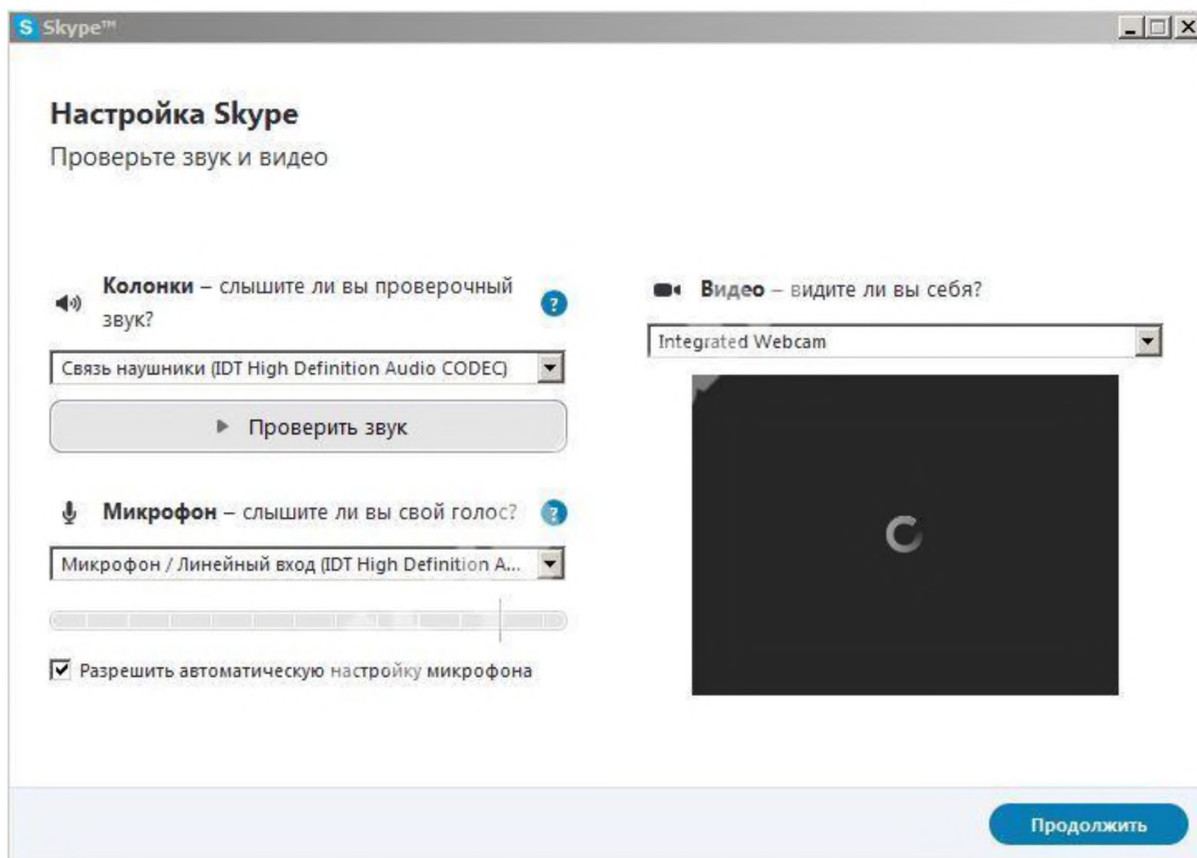 Skype™
Настройка Skype
Проверьте звук и видео
Колонки – слышите ли вы проверочный
звук?
?
Связь наушники (IDT High Definition Audio CODEC)
Проверить звук
Микрофон – слышите ли вы свой голос?
?
Микрофон / Линейный вход (IDT High Definition A...
Разрешить автоматическую настройку микрофона
Видео – видите ли вы себя?
Integrated Webcam
Продолжить